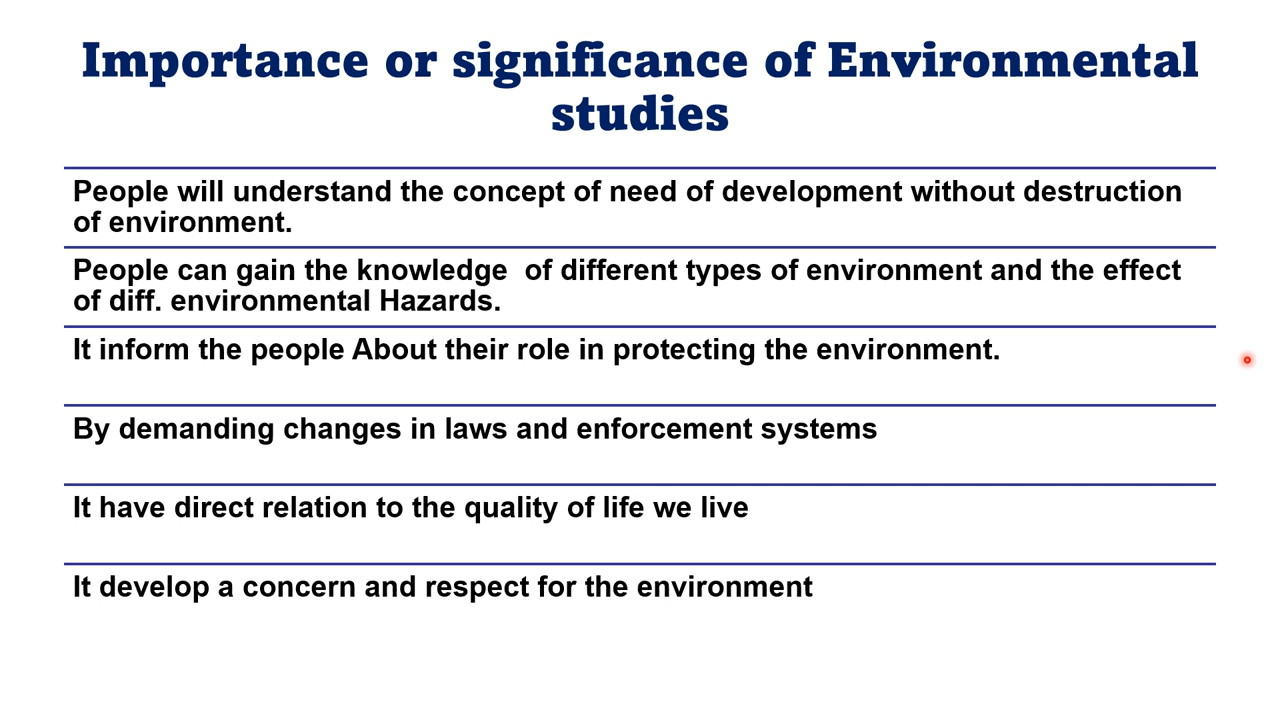 Importance or significance of Environmental
studies
People will understand the concept of need of development without destruction
of environment.
People can gain the knowledge  of different types of environment and the effect
of diff. environmental Hazards.
It inform the people About their role in protecting the environment.
By demanding changes in laws and enforcement systems
It have direct relation to the quality of life we live
It develop a concern and respect for the environment